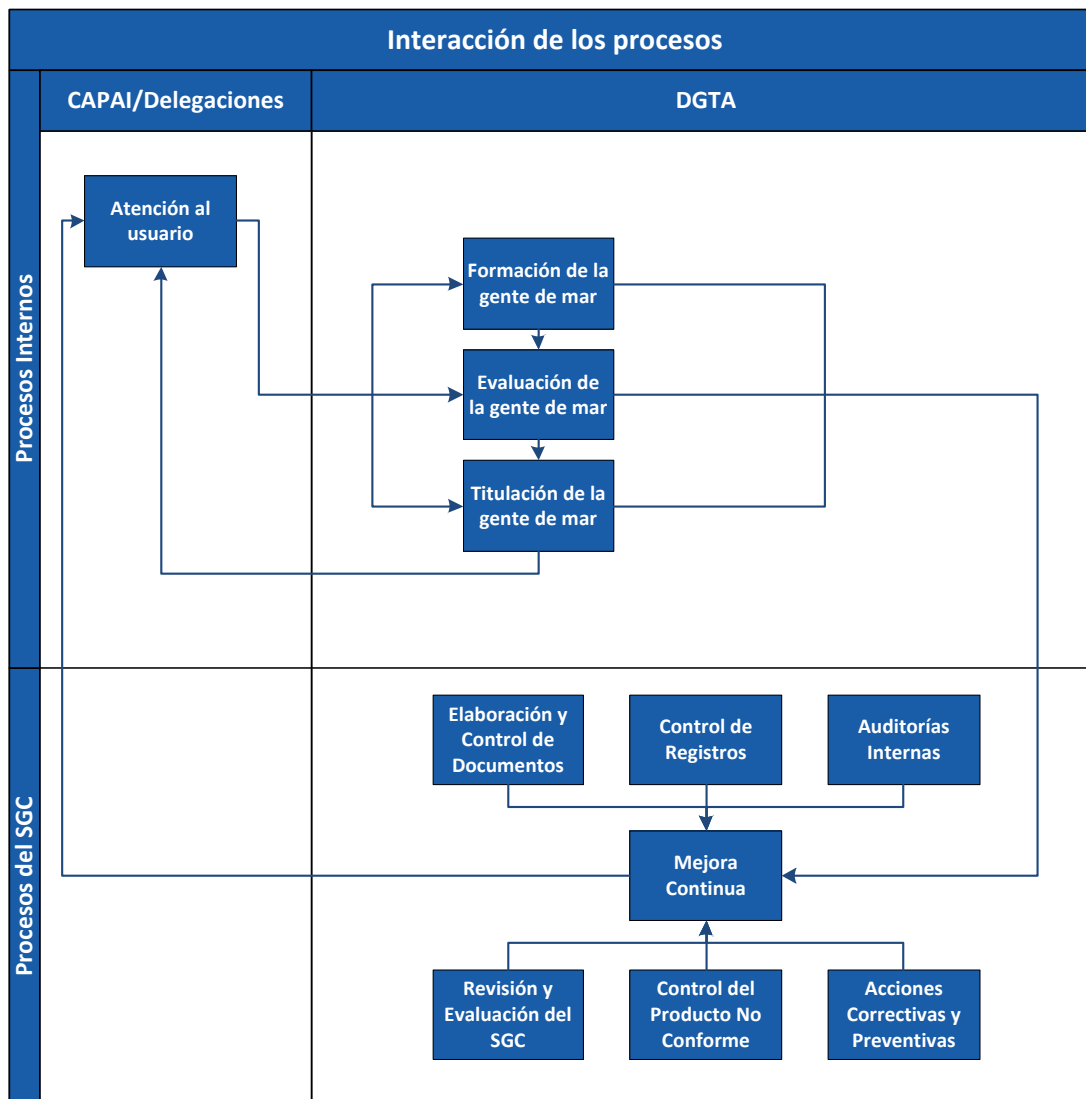 Interacción de los procesos
CAPAI/Delegaciones
DGTA
Procesos Internos
Atención al
usuario
Formación de la
gente de mar
Evaluación de
la gente de mar
Titulación de la
gente de mar
Procesos del SGC
Elaboración y
Control de
Documentos
Control de
Registros
Auditorías
Internas
Mejora
Continua
Revisión y
Evaluación del
SGC
Control del
Producto No
Conforme
Acciones
Correctivas y
Preventivas